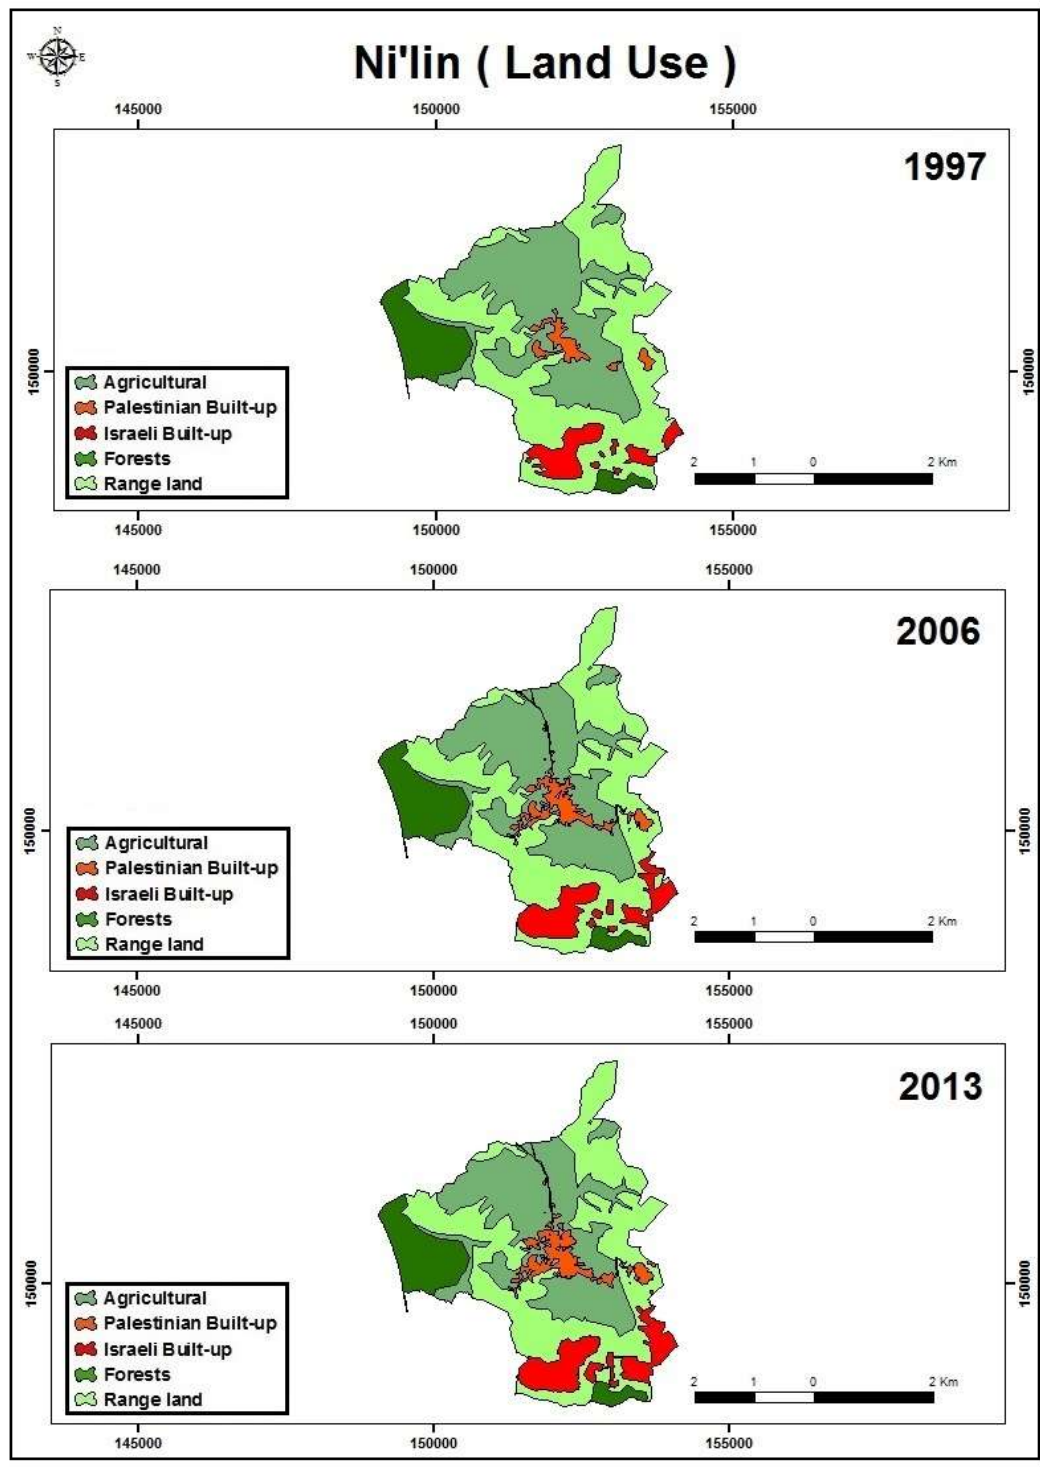 N
W E
S
Ni'lin ( Land Use )
145000 150000 155000
1997
150000 150000
Agricultural
Palestinian Built-up
Israeli Built-up
Forests
Range land
2 1 0 2 Km
145000 150000 155000
145000 150000 155000
2006
150000 150000
Agricultural
Palestinian Built-up
Israeli Built-up
Forests
Range land
2 1 0 2 Km
145000 150000 155000
145000 150000 155000
2013
150000 150000
Agricultural
Palestinian Built-up
Israeli Built-up
Forests
Range land
2 1 0 2 Km
145000 150000 155000